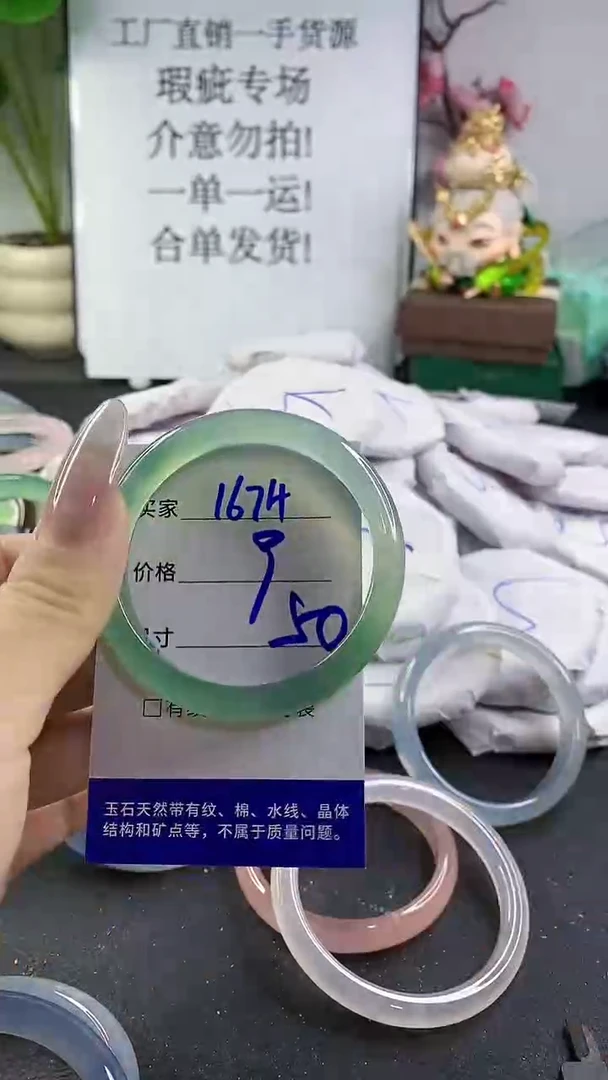 工厂直销一手货源
瑕疵专场
介意勿拍!
一单一运!
合单发货!
买家 1674
价格 9
寸 50
玉石天然带有纹、棉、水线、晶体
结构和矿点等，不属于质量问题。